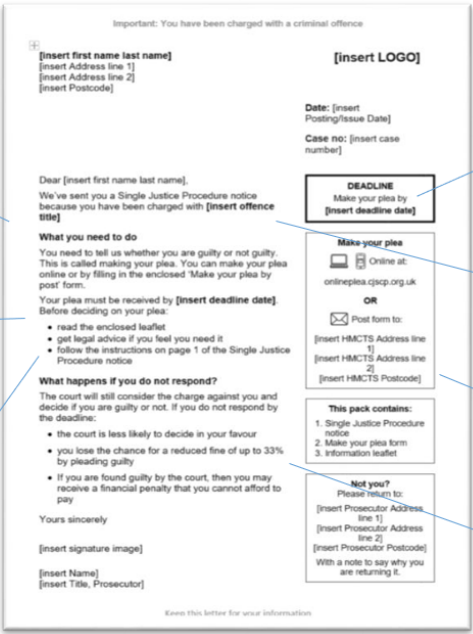 Important: You have been charged with a criminal offence
[insert first name last name]
[insert Address line 1]
[insert Address line 2]
[insert Postcode]
[insert LOGO]
Date: [insert
Posting/Issue Date]
Case no: [insert case
number]
Dear [insert first name last name],
We've sent you a Single Justice Procedure notice
because you have been charged with [insert offence
title]
What you need to do
You need to tell us whether you are guilty or not guilty.
This is called making your plea. You can make your plea
online or by filling in the enclosed 'Make your plea by
post' form.
Your plea must be received by [insert deadline date].
Before deciding on your plea:
• read the enclosed leaflet
• get legal advice if you feel you need it
• follow the instructions on page 1 of the Single Justice
Procedure notice
What happens if you do not respond?
The court will still consider the charge against you and
decide if you are guilty or not. If you do not respond by
the deadline:
• the court is less likely to decide in your favour
• you lose the chance for a reduced fine of up to 33%
by pleading guilty
• If you are found guilty by the court, then you may
receive a financial penalty that you cannot afford to
pay
Yours sincerely
[insert signature image]
[insert Name]
[insert Title, Prosecutor]
DEADLINE
Make your plea by
[insert deadline date]
Make your plea
Online at:
onlineplea.cjscp.org.uk
OR
Post form to:
[insert HMCTS Address line
1]
[insert HMCTS Address line
2]
[insert HMCTS Postcode]
This pack contains:
1. Single Justice Procedure
notice
2. Make your plea form
3. Information leaflet
Not you?
Please return to:
[insert Prosecutor Address
line 1]
[insert Prosecutor Address
line 2]
[insert Prosecutor Postcode]
With a note to say why you
are returning it.
Keep this letter for your information